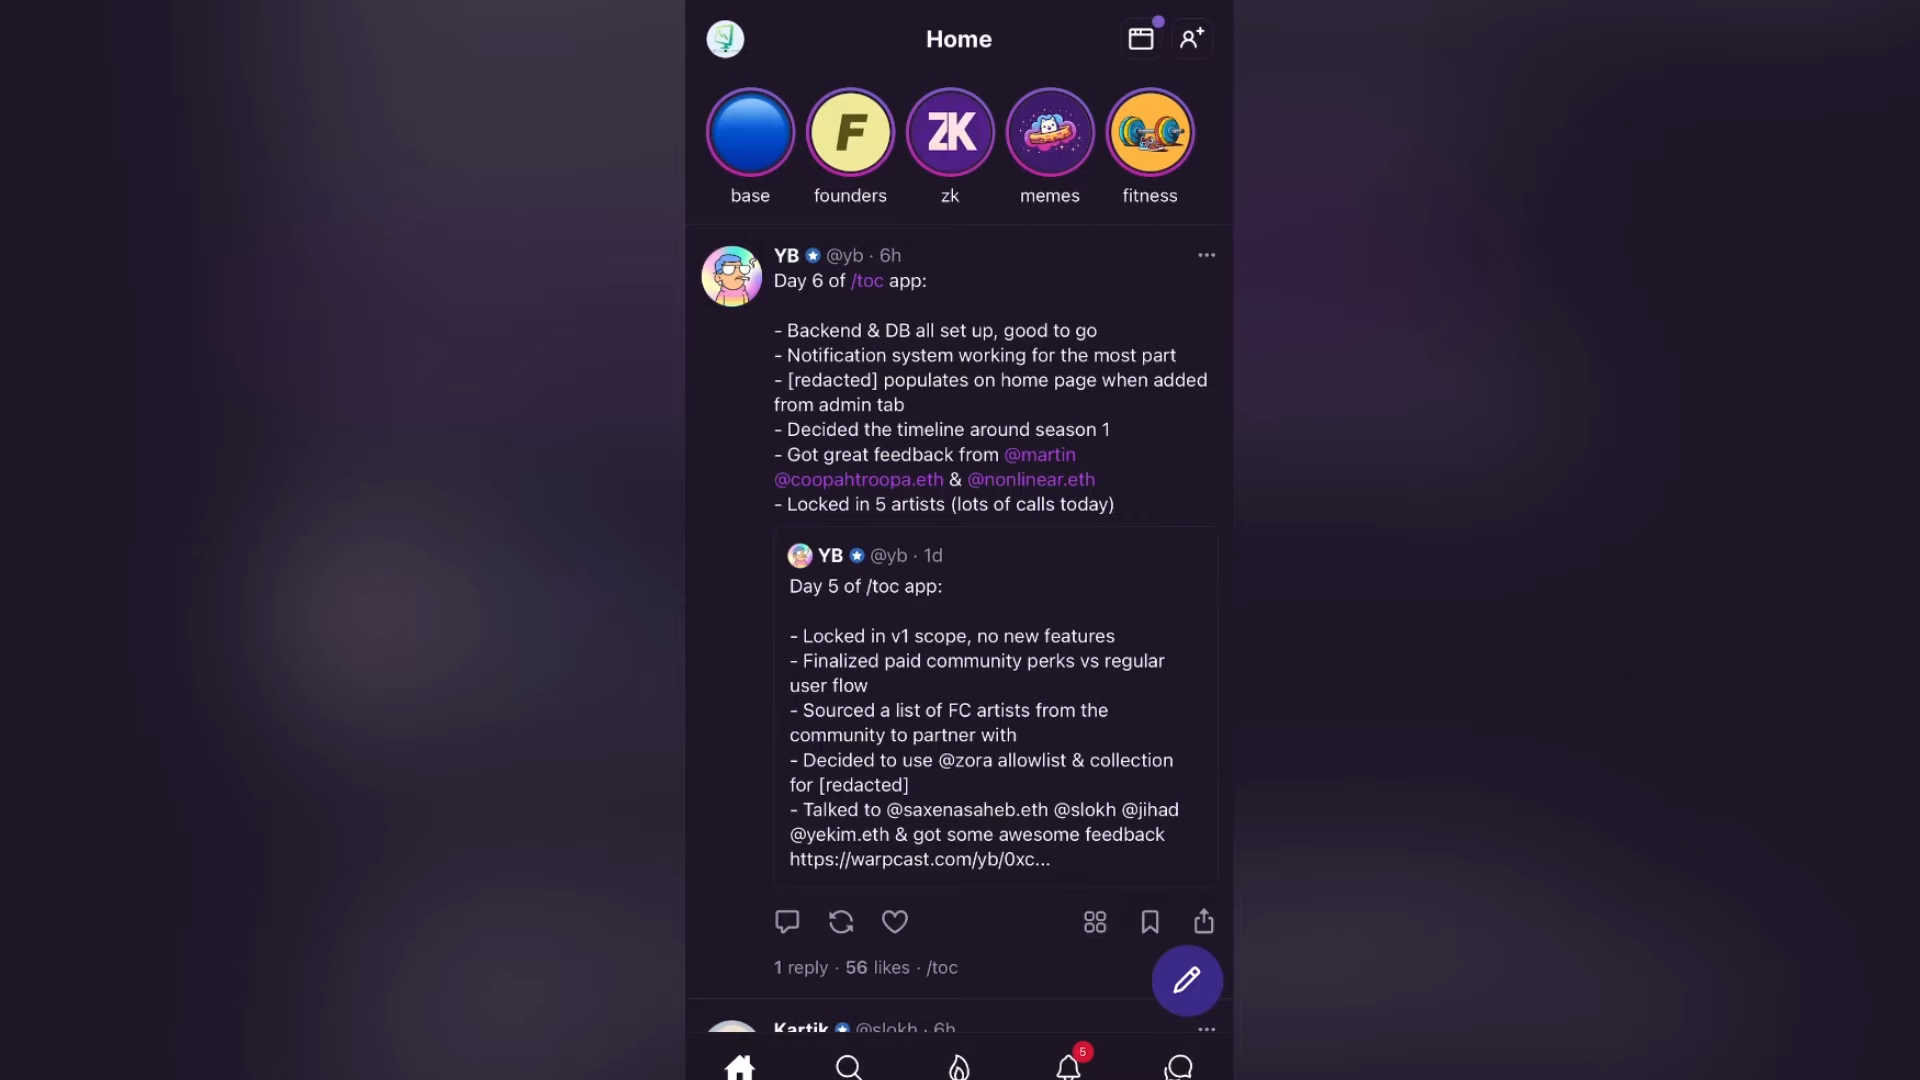 Home
F
ZK
base
founders
zk
memes
fitness
YB @yb · 6h
Day 6 of /toc app:
- Backend & DB all set up, good to go
- Notification system working for the most part
- [redacted] populates on home page when added
from admin tab
- Decided the timeline around season 1
- Got great feedback from @martin
@coopahtroopa.eth & @nonlinear.eth
- Locked in 5 artists (lots of calls today)
YB @yb · 1d
Day 5 of /toc app:
- Locked in v1 scope, no new features
- Finalized paid community perks vs regular
user flow
- Sourced a list of FC artists from the
community to partner with
- Decided to use @zora allowlist & collection
for [redacted]
- Talked to @saxenasaheb.eth @slokh @jihad
@yekim.eth & got some awesome feedback
https://warpcast.com/yb/0xc...
1 reply · 56 likes · /toc
Kartik @slokh · 6h
5